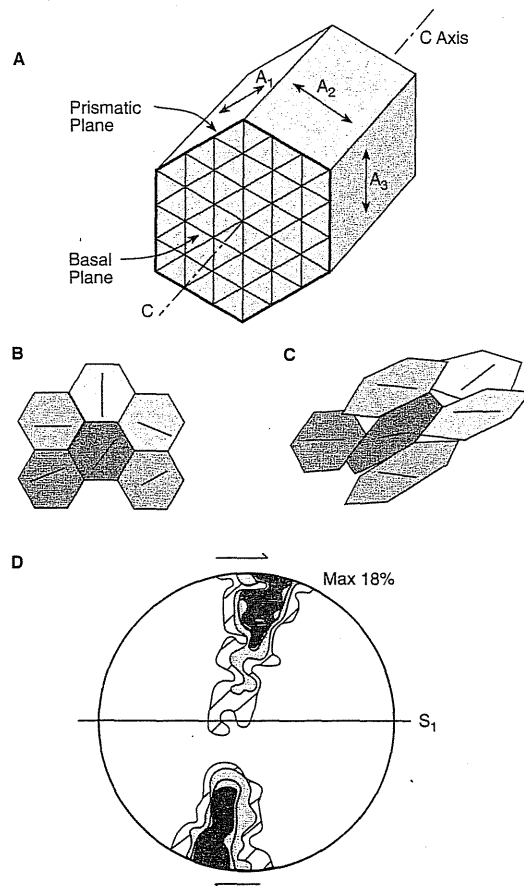 C Axis
A
A1
A2
Prismatic
Plane
A3
Basal
Plane
C
B
C
D
Max 18%
S1